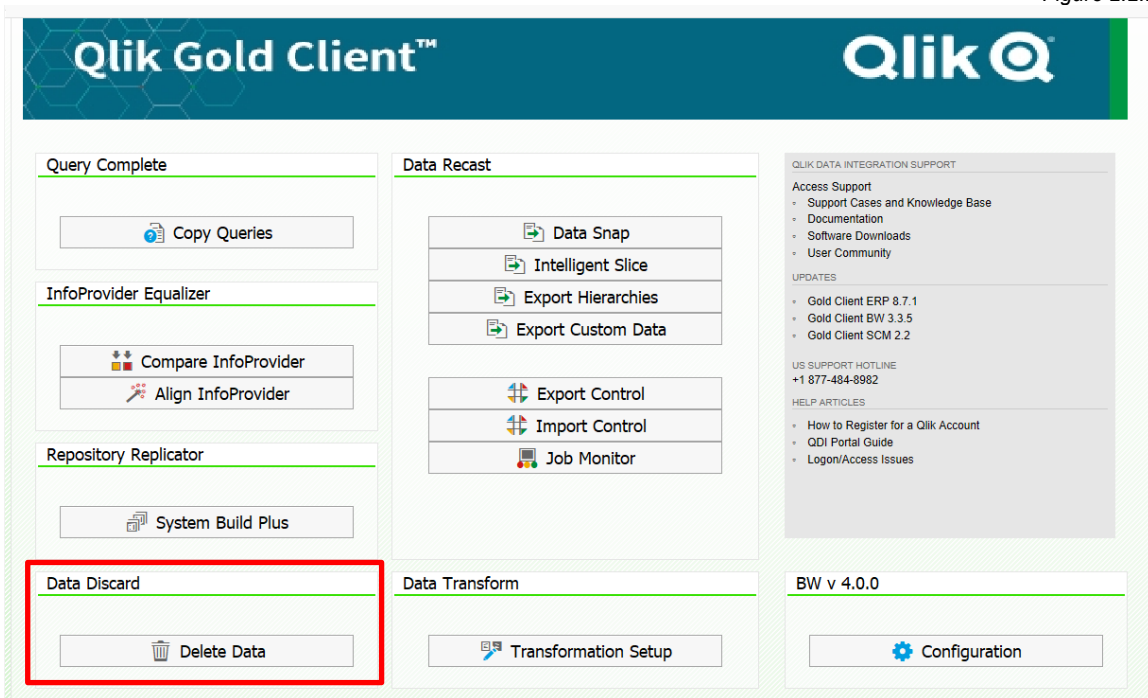 Qlik Gold Client™
Qlik
Query Complete
Copy Queries
InfoProvider Equalizer
Compare InfoProvider
Align InfoProvider
Repository Replicator
System Build Plus
Data Discard
Delete Data
Data Recast
Data Snap
Intelligent Slice
Export Hierarchies
Export Custom Data
Export Control
Import Control
Job Monitor
Data Transform
Transformation Setup
QLIK DATA INTEGRATION SUPPORT
Access Support
Support Cases and Knowledge Base
Documentation
Software Downloads
User Community
UPDATES
Gold Client ERP 8.7.1
Gold Client BW 3.3.5
Gold Client SCM 2.2
US SUPPORT HOTLINE
+1 877-484-8982
HELP ARTICLES
How to Register for a Qlik Account
QDI Portal Guide
Logon/Access Issues
BW v 4.0.0
Configuration